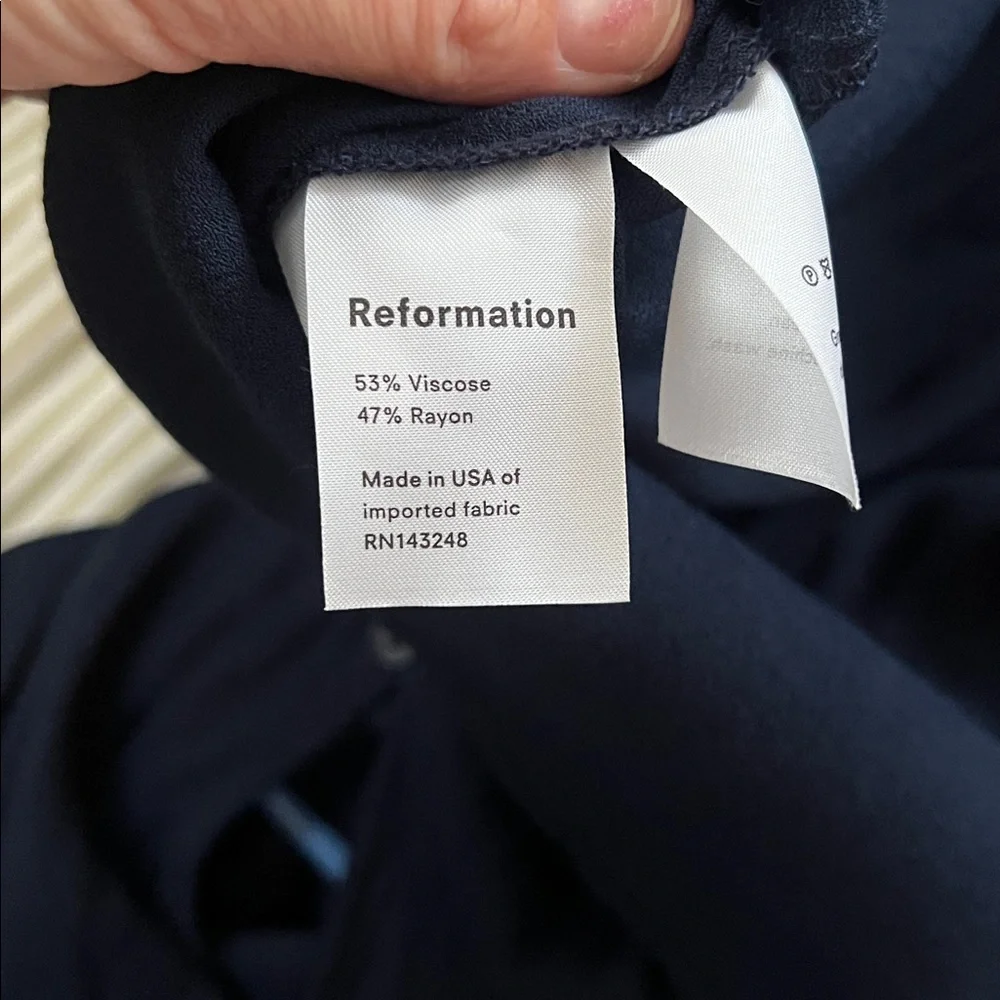 Reformation
53% Viscose
47% Rayon
Made in USA of
imported fabric
RN143248
P